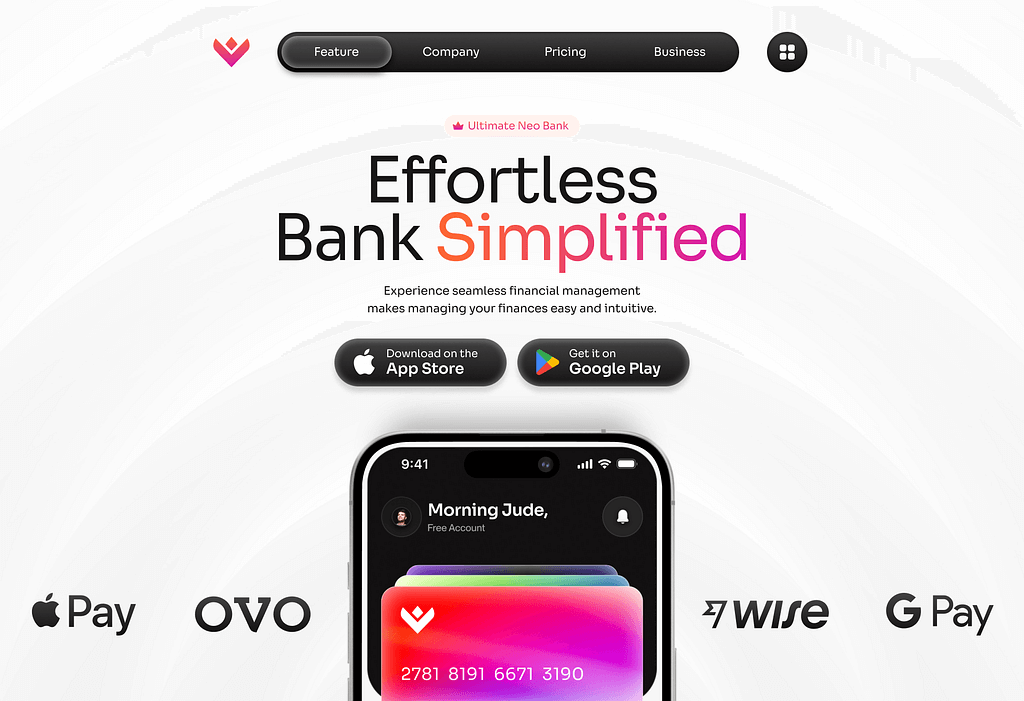 Feature
Company
Pricing
Business
Ultimate Neo Bank
Effortless
Bank Simplified
Experience seamless financial management
makes managing your finances easy and intuitive.
Download on the
App Store
Get it on
Google Play
9:41
Morning Jude,
Free Account
Pay
OVO
wise
G Pay
2781 8191 6671 3190